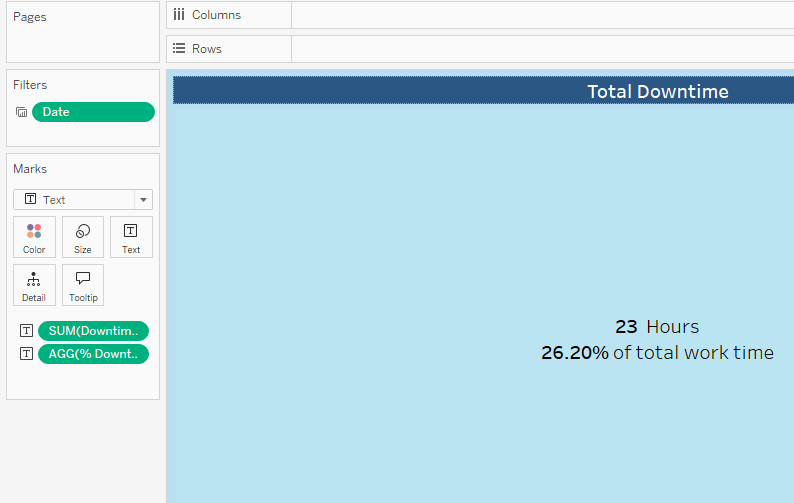 Pages
Columns
Rows
Filters
Date
Total Downtime
Marks
Text
Color Size Text
Detail Tooltip
SUM(Downtim..
AGG(% Downt..
23 Hours
26.20% of total work time